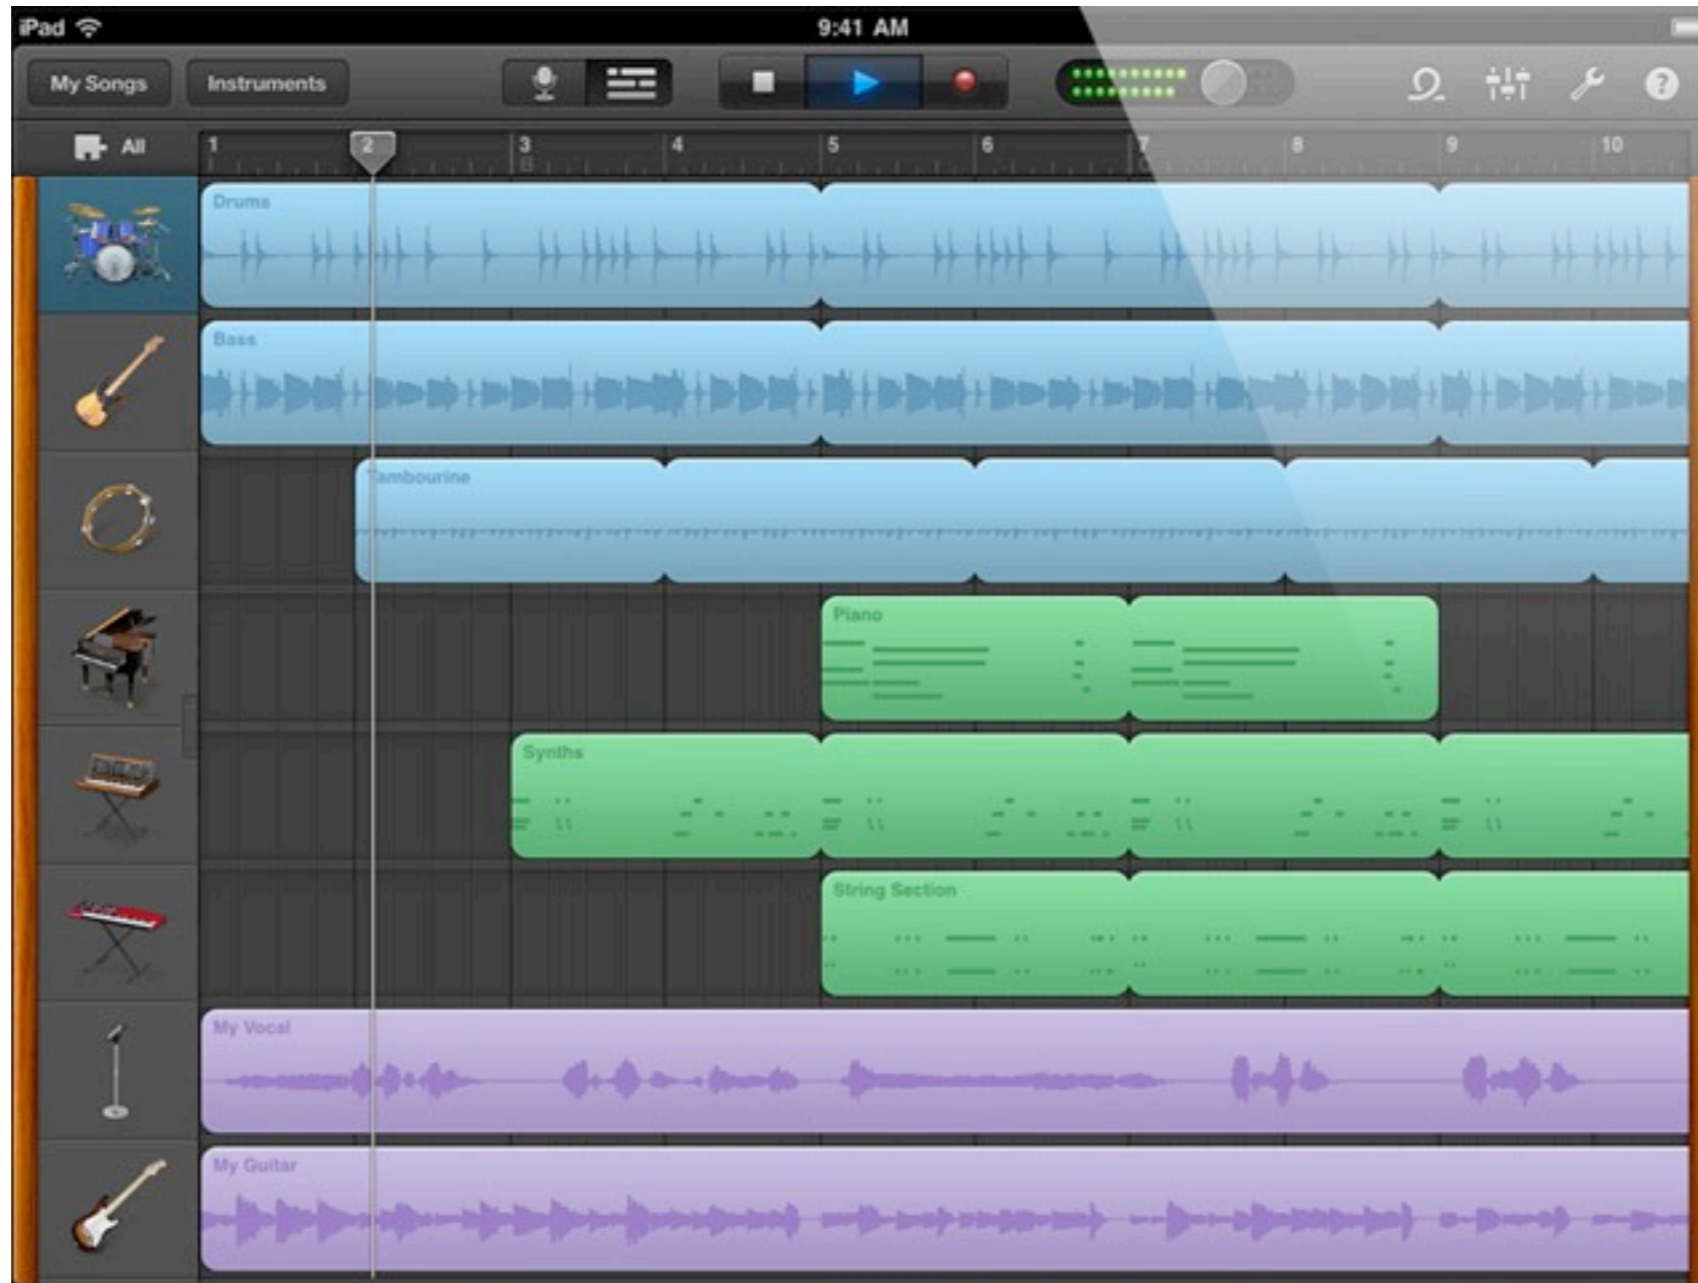 iPad 9:41 AM
My Songs Instruments ?
All 1 2 3 4 5 6 7 8 9 10
Drums
Bass
Tambourine
Piano
Synths
String Section
My Vocal
My Guitar